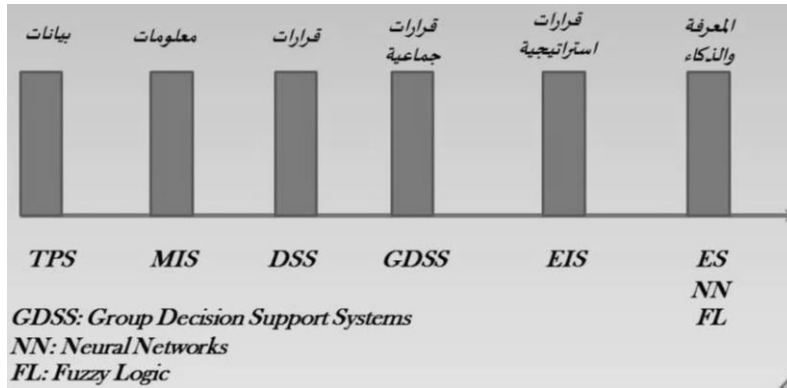 بيانات
معلومات
قرارات
قرارات
جماعية
قرارات
استراتيجية
المعرفة
والذكاء
TPS
MIS
DSS
GDSS
EIS
ES
NN
FL
GDSS: Group Decision Support Systems
NN: Neural Networks
FL: Fuzzy Logic